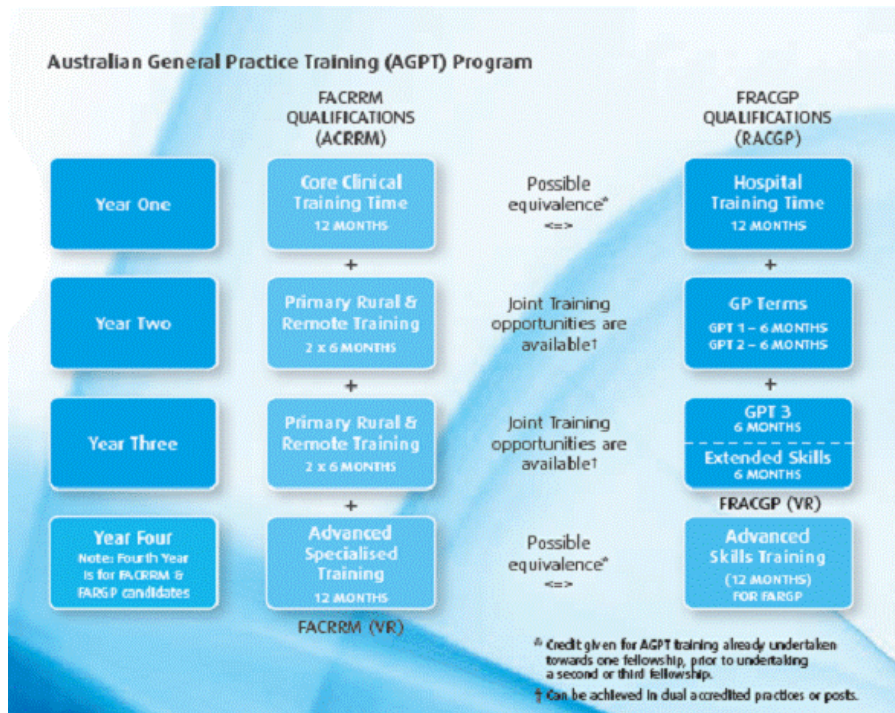 Australian General Practice Training (AGPT) Program
FACRRM
QUALIFICATIONS
(ACRRM)
FRACGP
QUALIFICATIONS
(RACGP)
Year One
Core Clinical
Training Time
12 MONTHS
Possible
equivalence*
<=>
Hospital
Training Time
12 MONTHS
+
+
Year Two
Primary Rural &
Remote Training
2 x 6 MONTHS
Joint Training
opportunities are
available†
GP Terms
GPT 1 – 6 MONTHS
GPT 2 – 6 MONTHS
+
+
Year Three
Primary Rural &
Remote Training
2 x 6 MONTHS
Joint Training
opportunities are
available†
GPT 3
6 MONTHS
Extended Skills
6 MONTHS
+
FRACGP (VR)
Year Four
Note: Fourth Year
is for FACRRM &
FARGP candidates
Advanced
Specialised
Training
12 MONTHS
Possible
equivalence*
<=>
Advanced
Skills Training
(12 MONTHS)
FOR FARGP
FACRRM (VR)
* Credit given for AGPT training already undertaken
towards one fellowship, prior to undertaking
a second or third fellowship.
‡ Can be achieved in dual accredited practices or posts.